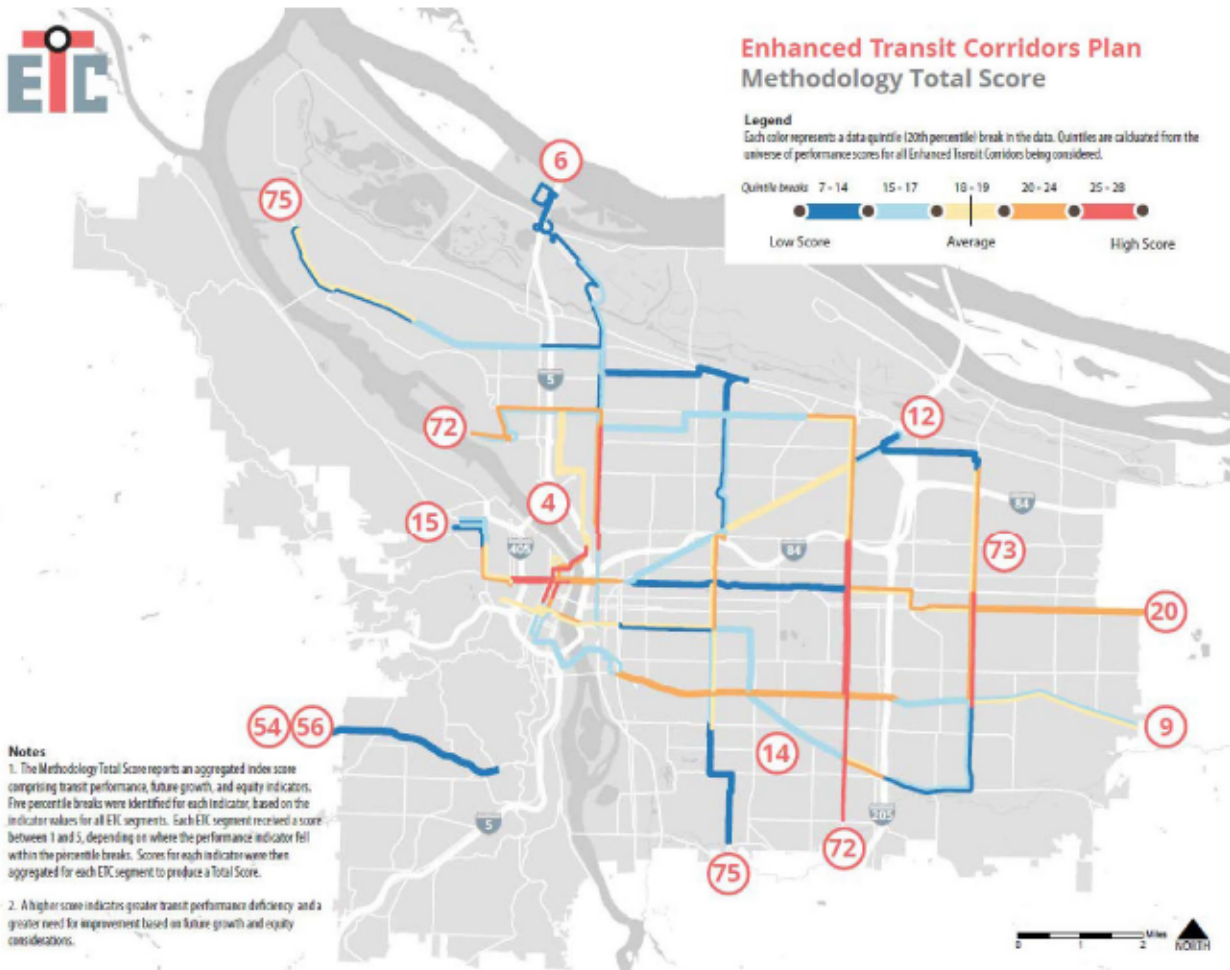 ETC
Enhanced Transit Corridors Plan
Methodology Total Score
Legend
Each color represents a data quintile (20th percentile) break in the data. Quintiles are calduated from the
universe of performance scores for all Enhanced Transit Corridors being considered.
Quintile breaks 7 - 14 15 - 17 18 - 19 20 - 24 25 - 28
Low Score Average High Score
6
75
5
72
12
4
15
405
84
84
73
20
54 56
9
14
5
205
72
75
Notes
1. The Methodology Total Score reports an aggregated index score
comprising transit performance, future growth, and equity indicators.
Five percentile breaks were identified for each indicator, based on the
indicator values for all ETC segments. Each ETC segment received a score
between 1 and 5, depending on where the performance indicator fell
within the percentile breaks. Scores for each indicator were then
aggregated for each ETC segment to produce a Total Score.
2. A higher score indicates greater transit performance deficiency and a
greater need for improvement based on future growth and equity
considerations.
0 1 2 Miles
NORTH